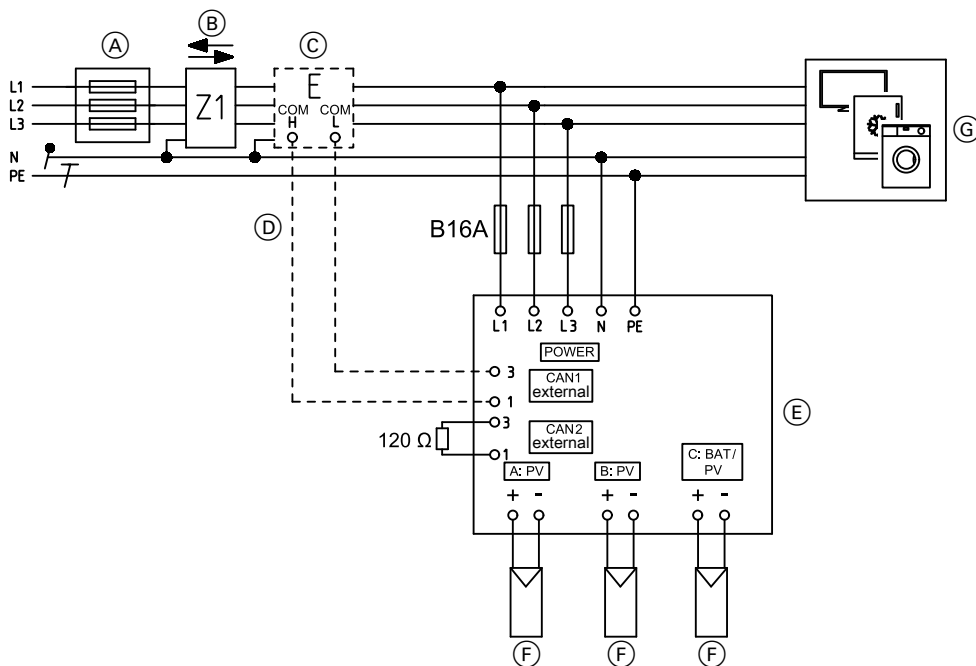 A
B
C
L1
L2
L3
N
PE
Z1
E
COM COM
H L
G
D
B16A
L1 L2 L3 N PE
POWER
3
CAN1
external
1
3
CAN2
external
120 Ω
1
E
A: PV
B: PV
C: BAT/
PV
+ - + - + -
F F F